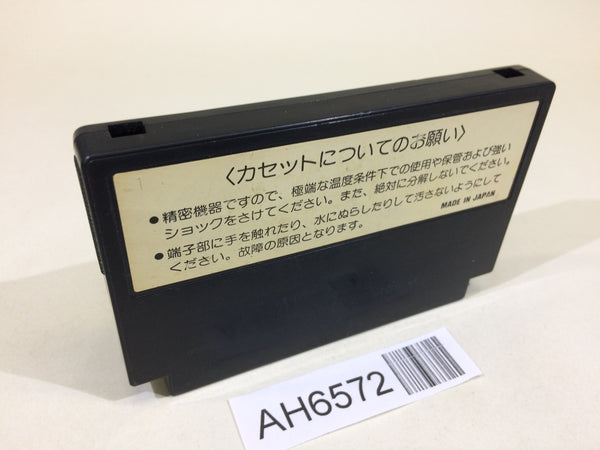 〈カセットについてのお願い〉
●精密機器ですので、極端な温度条件下での使用や保管および強い
ショックをさけてください。また、絶対に分解しないでください。
●端子部に手を触れたり、水にぬらしたりして汚さないようにして
ください。故障の原因となります。
MADE IN JAPAN
AH6572